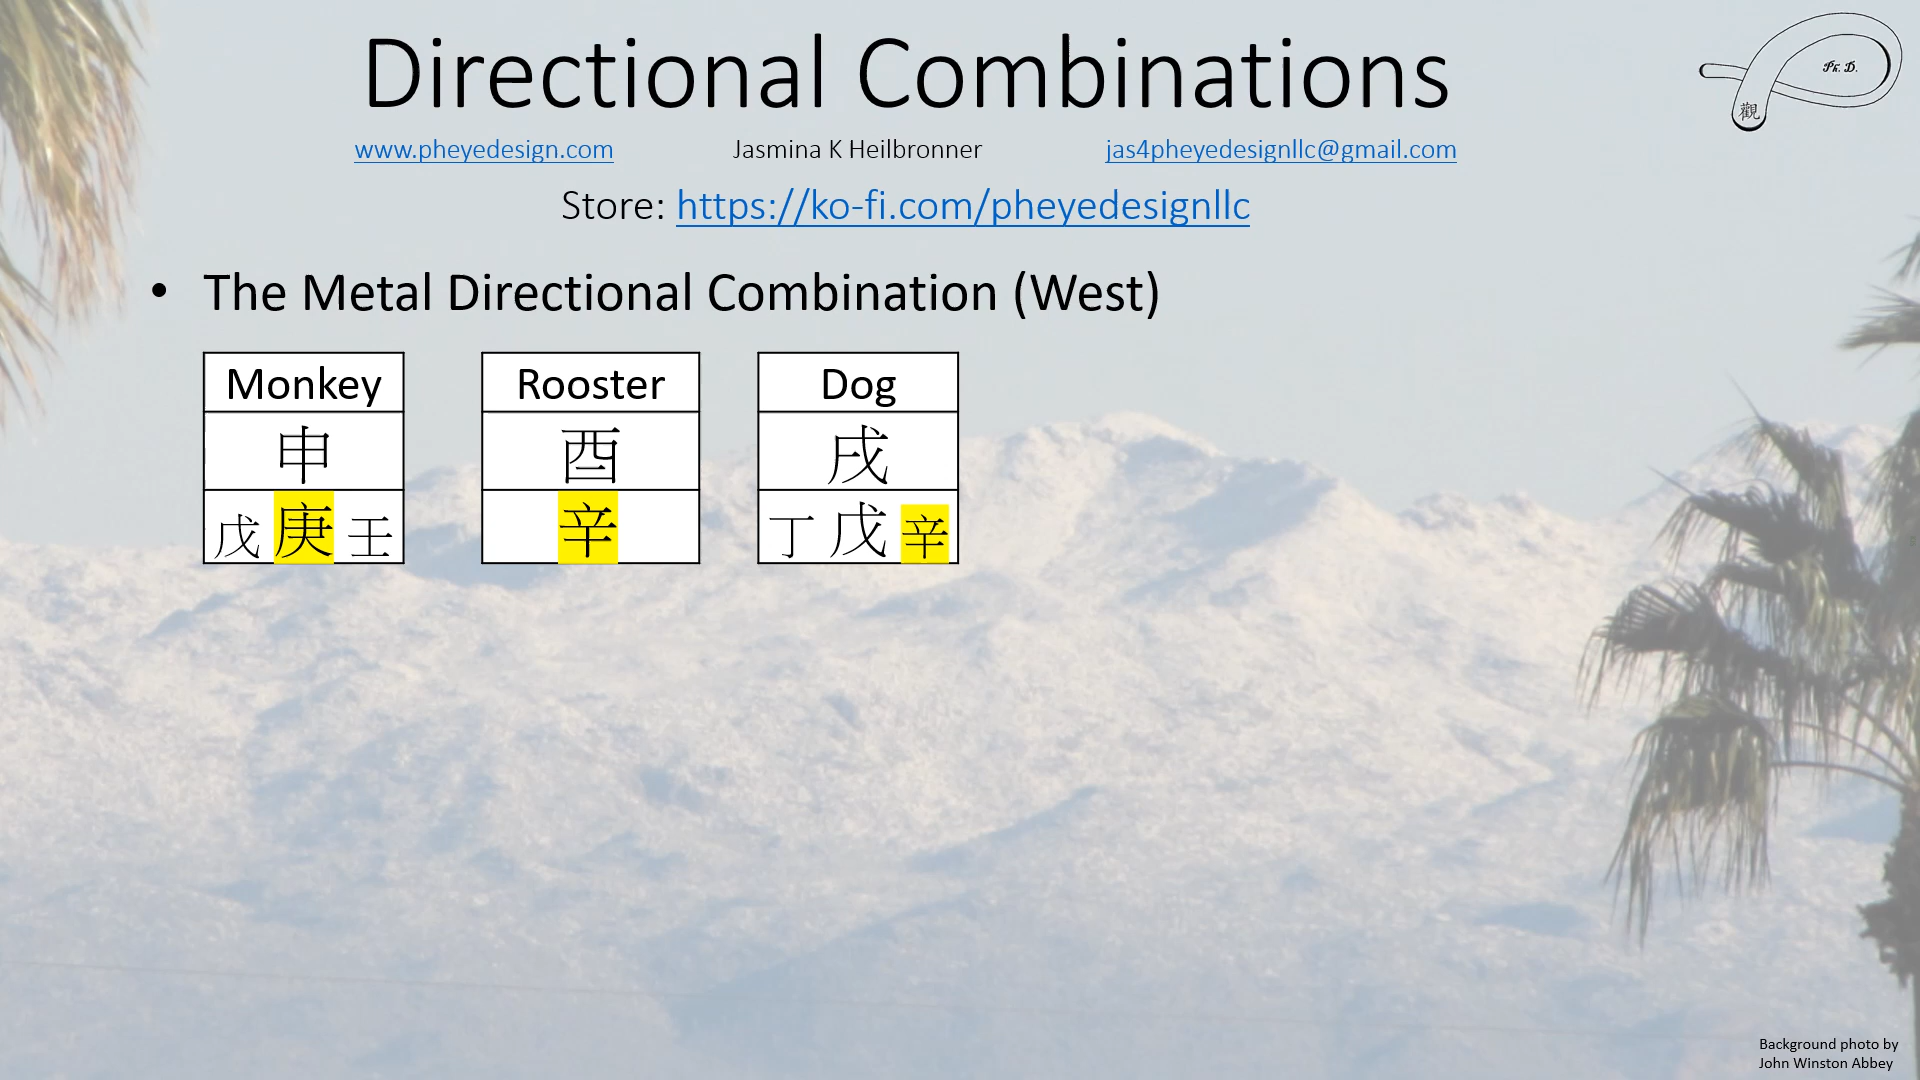 Directional Combinations
Ph. D.
觀
www.pheyedesign.com Jasmina K Heilbronner jas4pheyedesignllc@gmail.com
Store: https://ko-fi.com/pheyedesignllc
• The Metal Directional Combination (West)
Monkey Rooster Dog
申 酉 戌
戊 庚 壬 辛 丁 戊 辛
Background photo by
John Winston Abbey